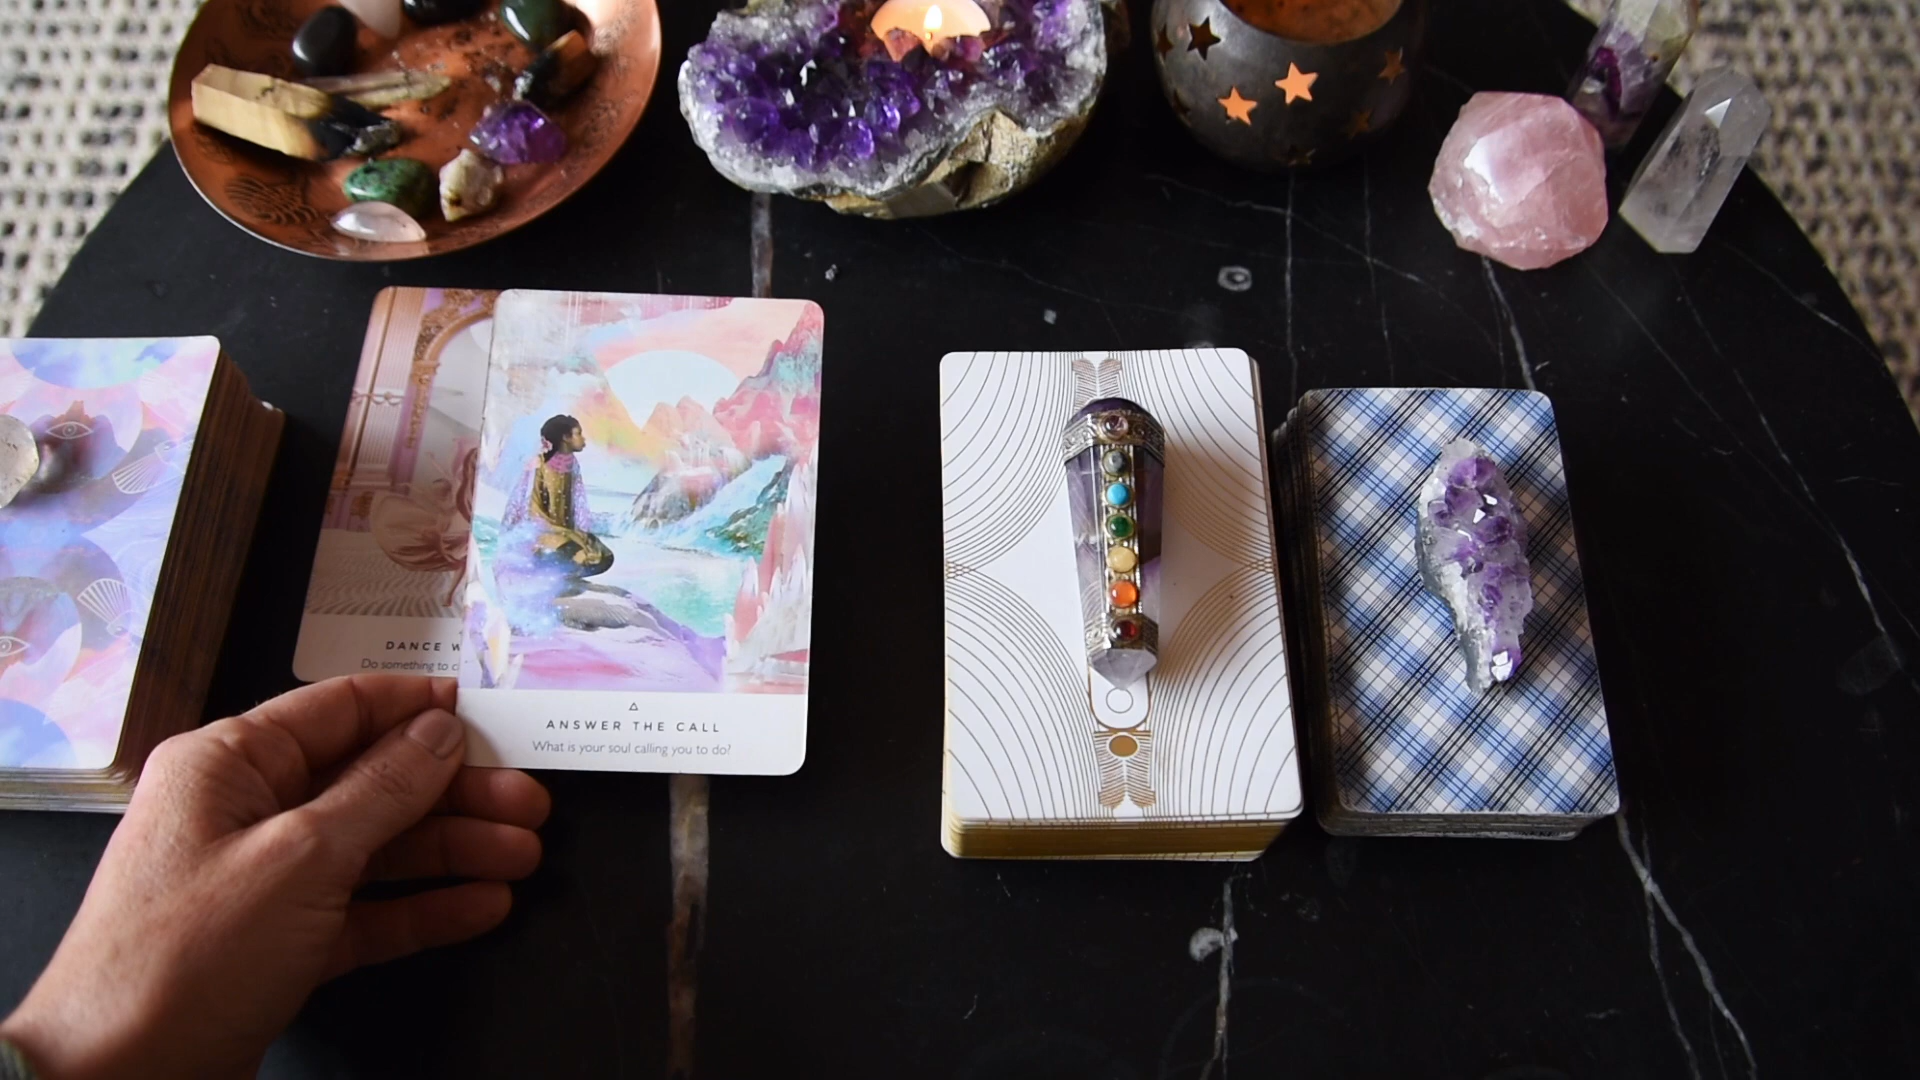 DANCE
Do something to
ANSWER THE CALL
What is your soul calling you to do?